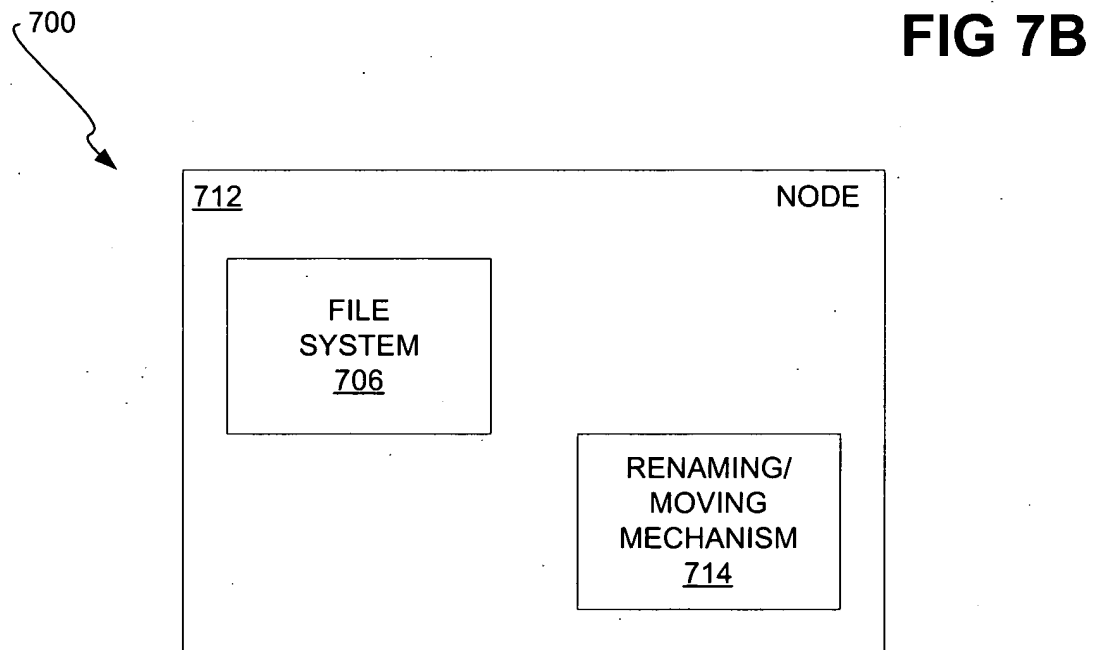 700
FIG 7B
712
NODE
FILE
SYSTEM
706
RENAMING/
MOVING
MECHANISM
714